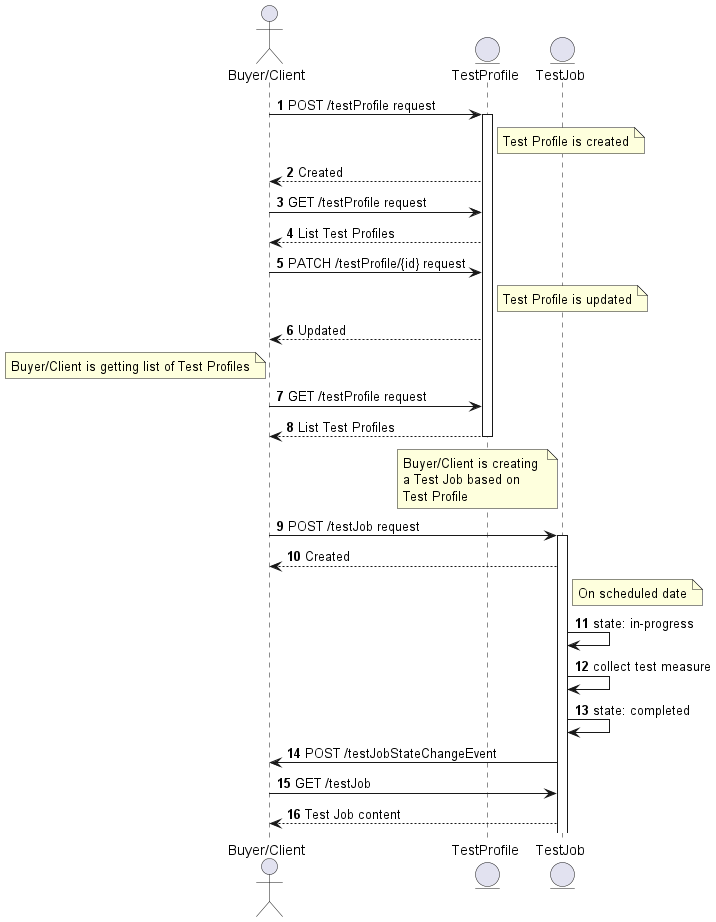 Buyer/Client
TestProfile
TestJob
1 POST /testProfile request
Test Profile is created
2 Created
3 GET /testProfile request
4 List Test Profiles
5 PATCH /testProfile/{id} request
Test Profile is updated
6 Updated
Buyer/Client is getting list of Test Profiles
7 GET /testProfile request
8 List Test Profiles
Buyer/Client is creating
a Test Job based on
Test Profile
9 POST /testJob request
10 Created
On scheduled date
11 state: in-progress
12 collect test measure
13 state: completed
14 POST /testJobStateChangeEvent
15 GET /testJob
16 Test Job content
Buyer/Client
TestProfile
TestJob